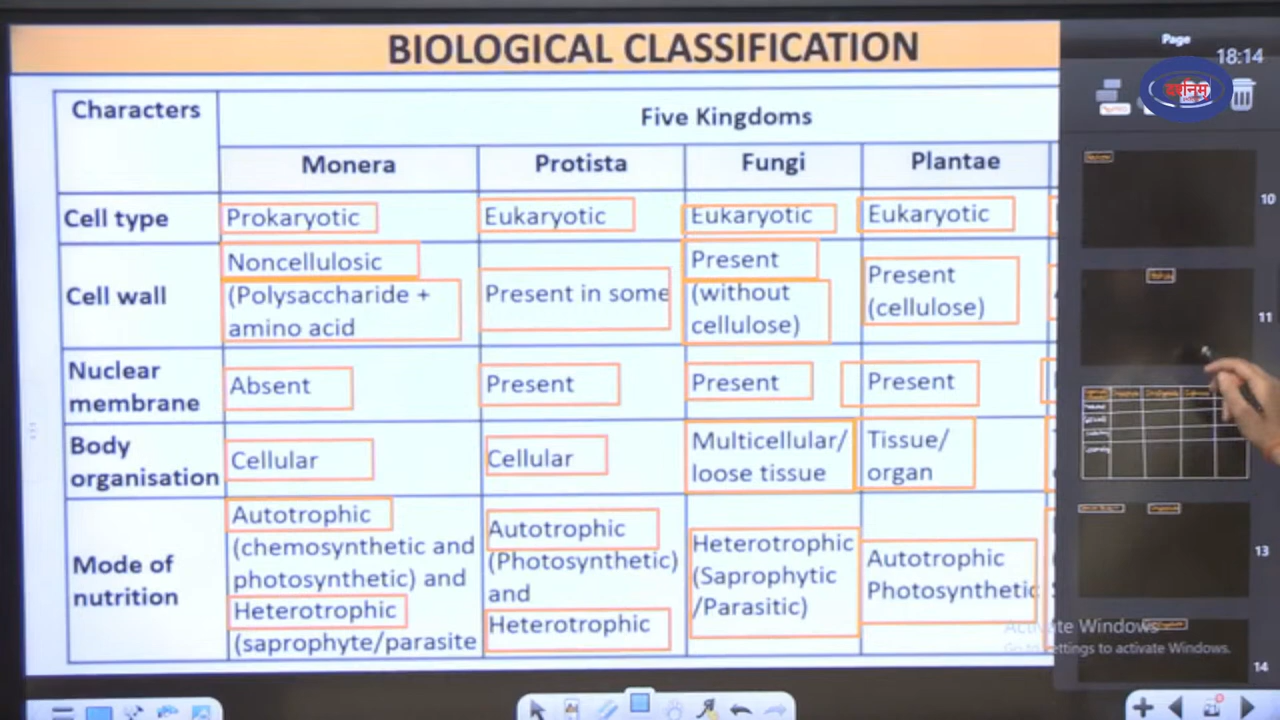 BIOLOGICAL CLASSIFICATION
Page
18:14
दर्शनिम्
Characters
Five Kingdoms
Monera
Protista
Fungi
Plantae
Cell type
Prokaryotic
Eukaryotic
Eukaryotic
Eukaryotic
Cell wall
Noncellulosic
(Polysaccharide +
amino acid
Present in some
Present
(without
cellulose)
Present
(cellulose)
Nuclear
membrane
Absent
Present
Present
Present
Body
organisation
Cellular
Cellular
Multicellular/
loose tissue
Tissue/
organ
Mode of
nutrition
Autotrophic
(chemosynthetic and
photosynthetic) and
Heterotrophic
(saprophyte/parasite
Autotrophic
(Photosynthetic)
and
Heterotrophic
Heterotrophic
(Saprophytic
/Parasitic)
Autotrophic
Photosynthetic
10
11
13
14
Activate Windows
Go to Settings to activate Windows.